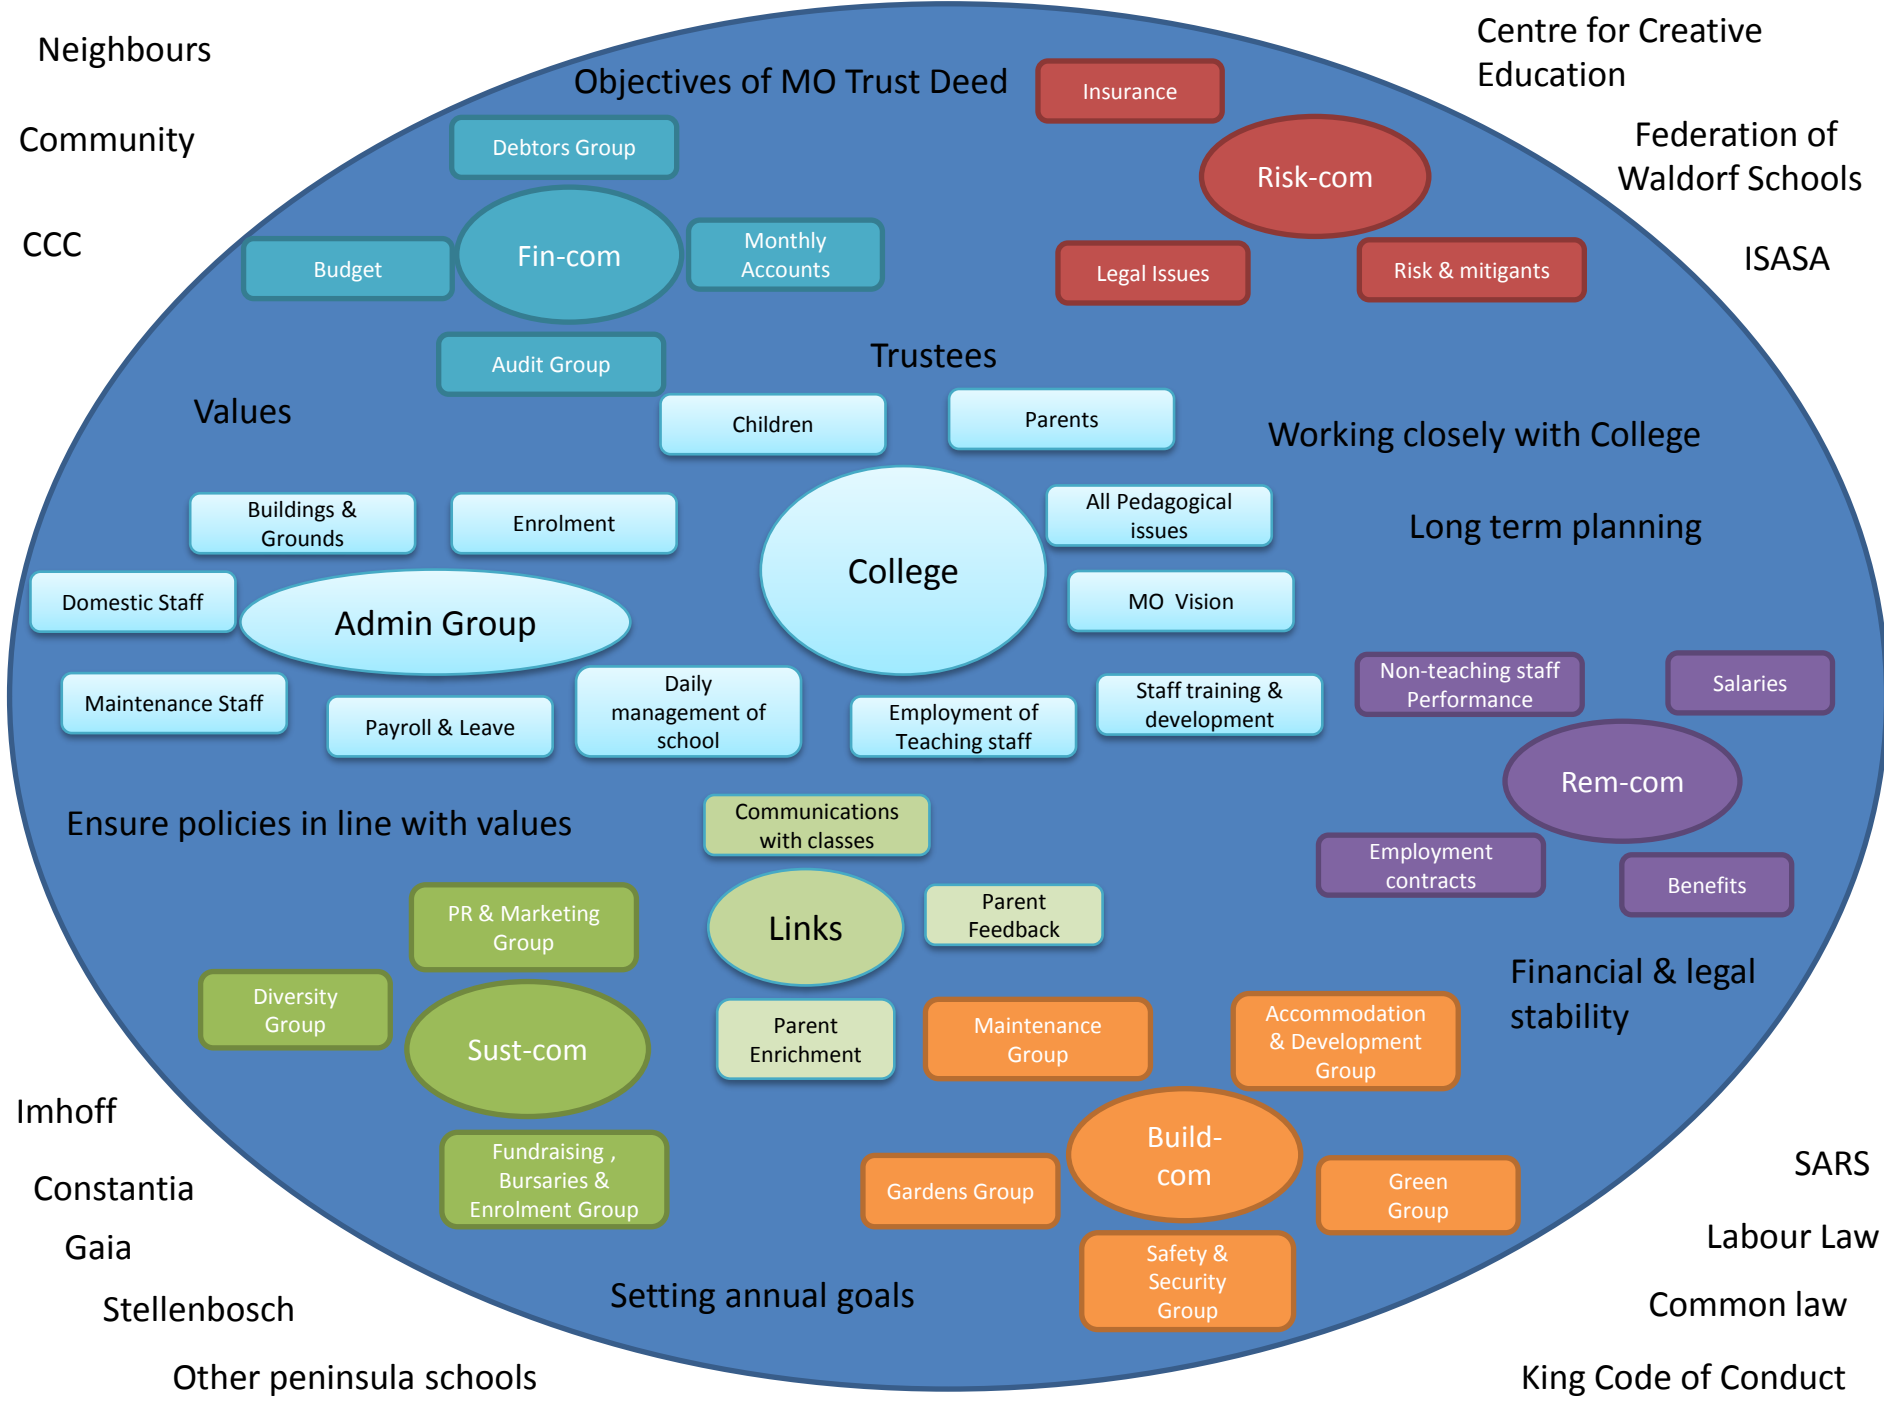 Neighbours
Community
CCC
Centre for Creative
Education
Federation of
Waldorf Schools
ISASA
Objectives of MO Trust Deed
Insurance
Risk-com
Legal Issues
Risk & mitigants
Debtors Group
Fin-com
Budget
Monthly
Accounts
Audit Group
Trustees
Values
Working closely with College
Long term planning
Children
Parents
College
All Pedagogical
issues
MO  Vision
Staff training &
development
Employment of
Teaching staff
Buildings &
Grounds
Enrolment
Domestic Staff
Admin Group
Maintenance Staff
Payroll & Leave
Daily
management of
school
Non-teaching staff
Performance
Salaries
Rem-com
Employment
contracts
Benefits
Ensure policies in line with values
Communications
with classes
Links
Parent
Feedback
Parent
Enrichment
PR & Marketing
Group
Diversity
Group
Sust-com
Fundraising ,
Bursaries &
Enrolment Group
Financial & legal
stability
Maintenance
Group
Accommodation
& Development
Group
Build-
com
Gardens Group
Green
Group
Safety &
Security
Group
Setting annual goals
Imhoff
Constantia
Gaia
Stellenbosch
Other peninsula schools
SARS
Labour Law
Common law
King Code of Conduct